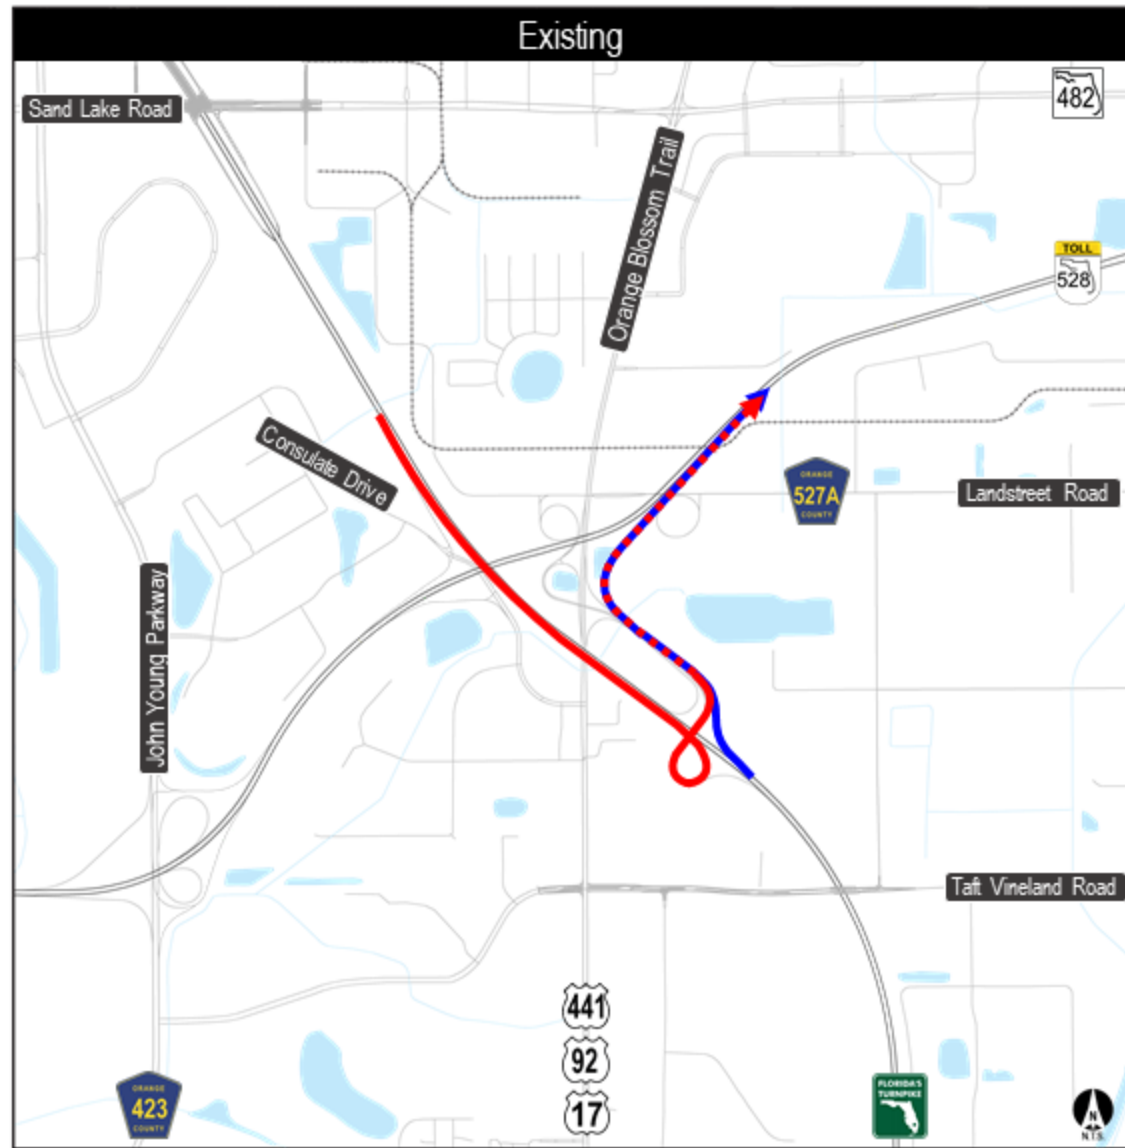 Existing
Sand Lake Road
482
Orange Blossom Trail
TOLL
528
Consulate Drive
ORANGE
527A
COUNTY
Landstreet Road
John Young Parkway
Taft Vineland Road
441
92
17
ORANGE
423
COUNTY
FLORIDA'S
TURNPIKE
N
N.T.S.